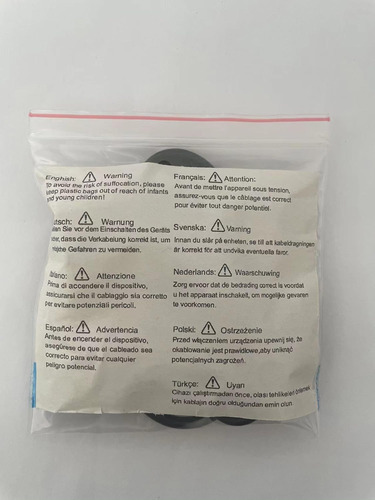 Enghish: ⚠ Warning
To avoid the risk of suffocation, please
keep plastic bags out of reach of infants
and young children!
Warnung
Sie vor dem Einschalten des Geräts
dass die Verkabelung korrekt ist, um
Gefahren zu vermeiden.
⚠ Attenzione
Prima di accendere il dispositivo,
assicurarsi che il cablaggio sia corretto
per evitare potenziali pericoli.
Español: ⚠ Advertencia
Antes de encender el dispositivo,
asegúrese de que el cableado sea
correcto para evitar cualquier
peligro potencial.
Français: ⚠ Attention:
Avant de mettre l'appareil sous tension,
assurez-vous que le câblage est correct
pour éviter tout danger potentiel.
Svenska: ⚠ Varning
Innan du slår på enheten, se till att kabeldragningen
är korrekt för att undvika eventuella faror.
Nederlands: ⚠ Waarschuwing
Zorg ervoor dat de bedrading correct is voordat
u het apparaat inschakelt, om mogelijke gevaren
te voorkomen.
Polski: ⚠ Ostrzeżenie
Przed włączeniem urządzenia upewnij się, że
okablowanie jest prawidłowe,aby uniknąć
potencjalnych zagrożeń.
Türkçe: ⚠ Uyarı
Cihazı çalıştırmadan önce, olası tehlikeleri önlemek
için kablajın doğru olduğundan emin olun